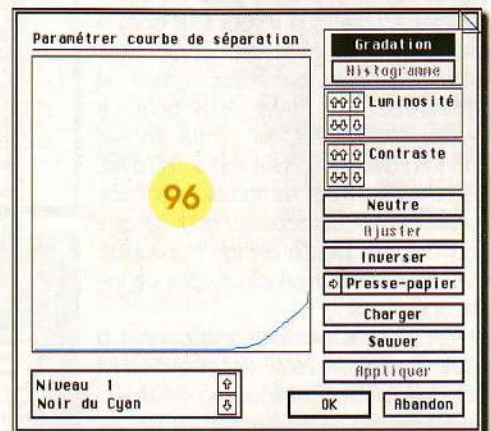 Paramétrer courbe de séparation
Gradation
Histogramme
Luminosité
Contraste
96
Neutre
Ajuster
Inverser
Presse-papier
Charger
Sauver
Appliquer
Niveau 1
Noir du Cyan
OK
Abandon